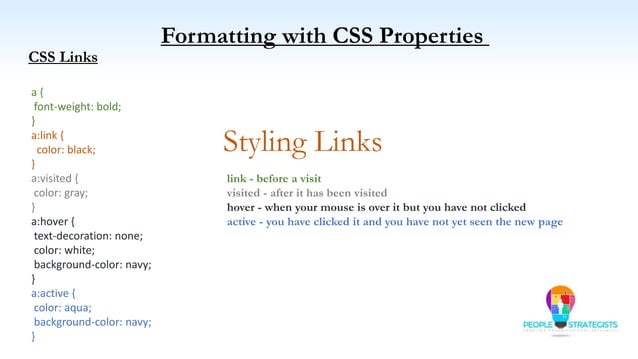 Formatting with CSS Properties
CSS Links
a {
font-weight: bold;
}
a:link {
color: black;
}
a:visited {
color: gray;
}
a:hover {
text-decoration: none;
color: white;
background-color: navy;
}
a:active {
color: aqua;
background-color: navy;
}
Styling Links
link - before a visit
visited - after it has been visited
hover - when your mouse is over it but you have not clicked
active - you have clicked it and you have not yet seen the new page
PEOPLE STRATEGISTS